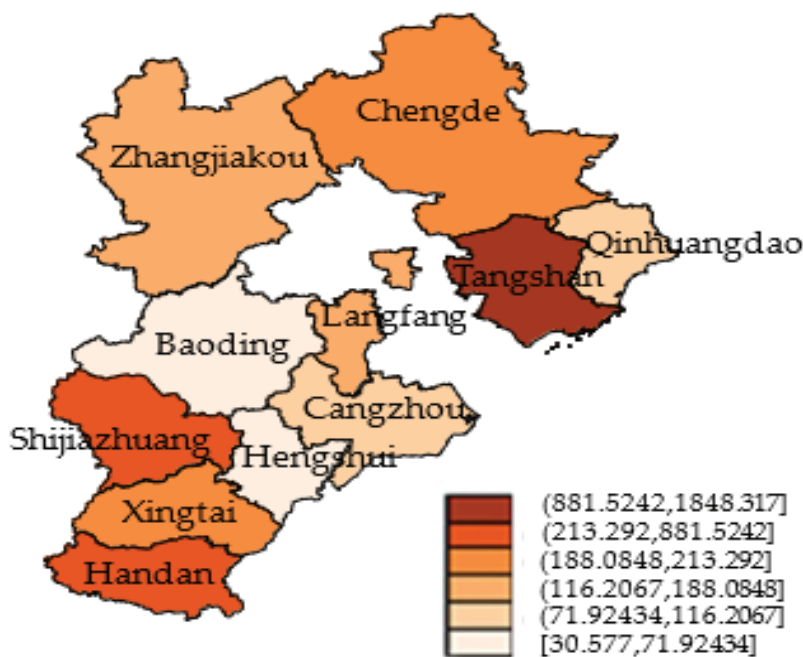 Chengde
Zhangjiakou
Qinhuangdao
Tangshan
Langfang
Baoding
Cangzhou
Shijiazhuang
Hengshui
Xingtai
Handan
(881.5242,1848.317]
(213.292,881.5242]
(188.0848,213.292]
(116.2067,188.0848]
(71.92434,116.2067]
[30.577,71.92434]